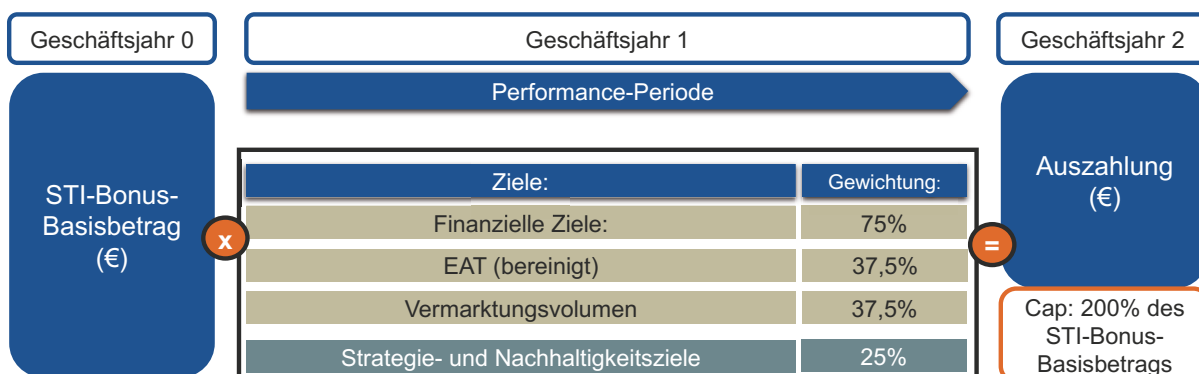 Geschäftsjahr 0
Geschäftsjahr 1
Geschäftsjahr 2
Performance-Periode
STI-Bonus-
Basisbetrag
(€)
x
Ziele:
Gewichtung:
Finanzielle Ziele:
75%
EAT (bereinigt)
37,5%
Vermarktungsvolumen
37,5%
Strategie- und Nachhaltigkeitsziele
25%
=
Auszahlung
(€)
Cap: 200% des
STI-Bonus-
Basisbetrags